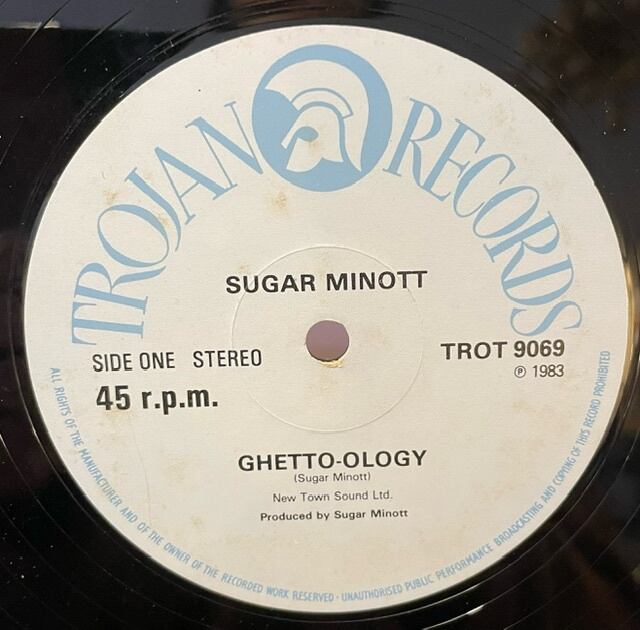 TROJAN RECORDS
SUGAR MINOTT
SIDE ONE STEREO
45 r.p.m.
TROT 9069
℗ 1983
GHETTO-OLOGY
(Sugar Minott)
New Town Sound Ltd.
Produced by Sugar Minott
ALL RIGHTS OF THE MANUFACTURER AND OF THE OWNER OF THE RECORDED WORK RESERVED · UNAUTHORISED PUBLIC PERFORMANCE BROADCASTING AND COPYING OF THIS RECORD PROHIBITED